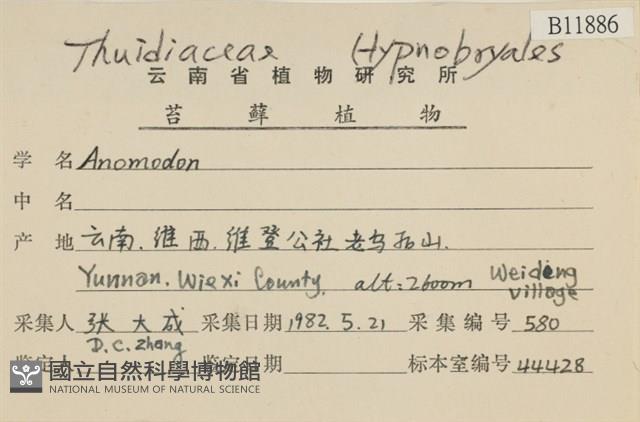 B11886
Thuidiaceae Hypnobryales
云南省植物研究所
苔藓植物
学 名 Anomodon
中 名
产 地 云南.维西.维登公社老乌后山.
Yunnan. Wiexi County. alt: 2600m Weideng village
采集人 张大成 采集日期 1982.5.21 采集编号 580
D.C. Zhang
鉴定人 鉴定日期 标本室编号 44428
國立自然科學博物館
NATIONAL MUSEUM OF NATURAL SCIENCE